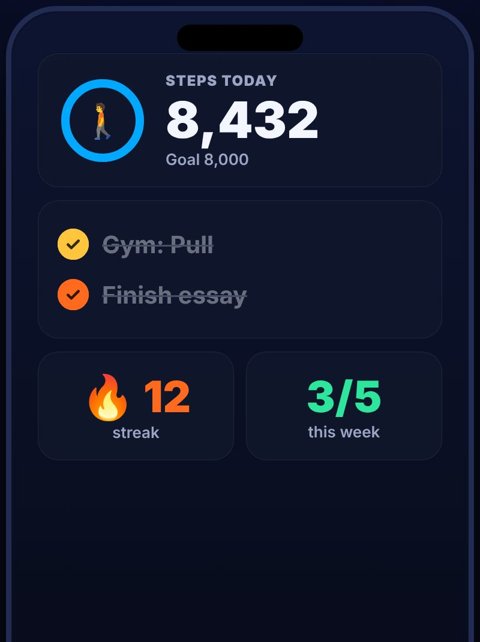 STEPS TODAY
8,432
Goal 8,000
Gym: Pull
Finish essay
🔥 12
streak
3/5
this week